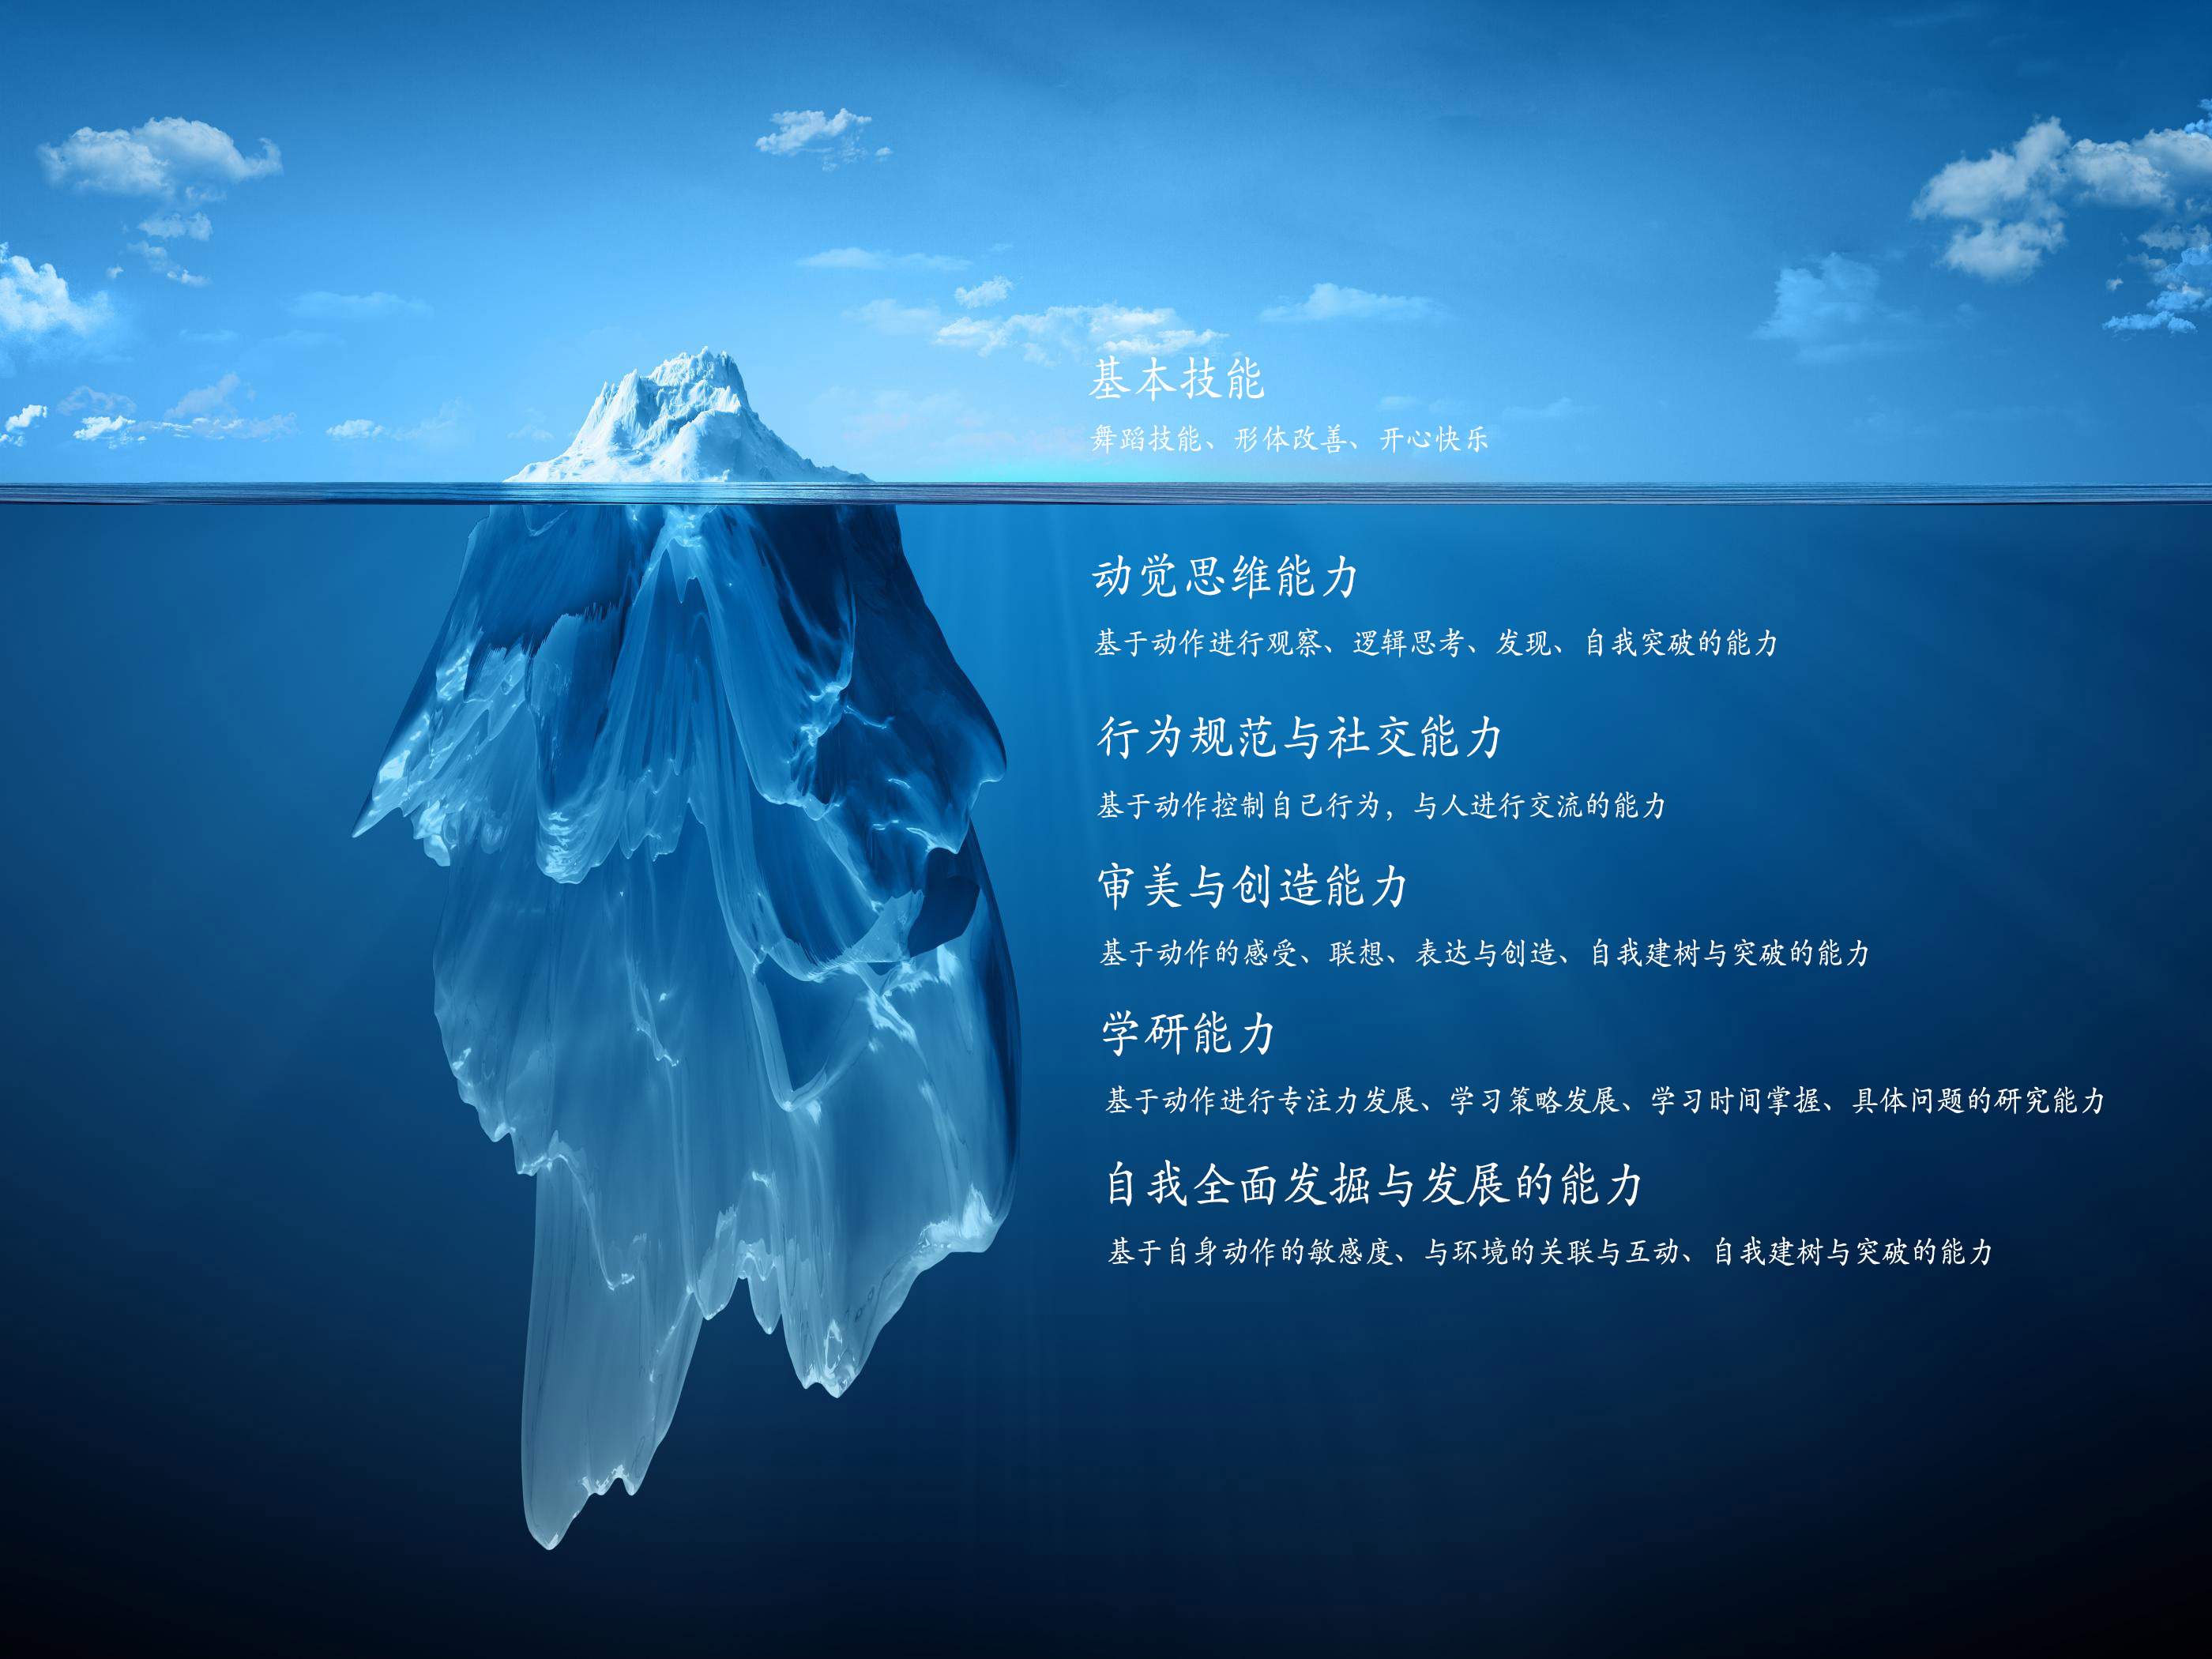 基本技能
舞蹈技能、形体改善、开心快乐
动觉思维能力
基于动作进行观察、逻辑思考、发现、自我突破的能力
行为规范与社交能力
基于动作控制自己行为，与人进行交流的能力
审美与创造能力
基于动作的感受、联想、表达与创造、自我建树与突破的能力
学研能力
基于动作进行专注力发展、学习策略发展、学习时间掌握、具体问题的研究能力
自我全面发掘与发展的能力
基于自身动作的敏感度、与环境的关联与互动、自我建树与突破的能力